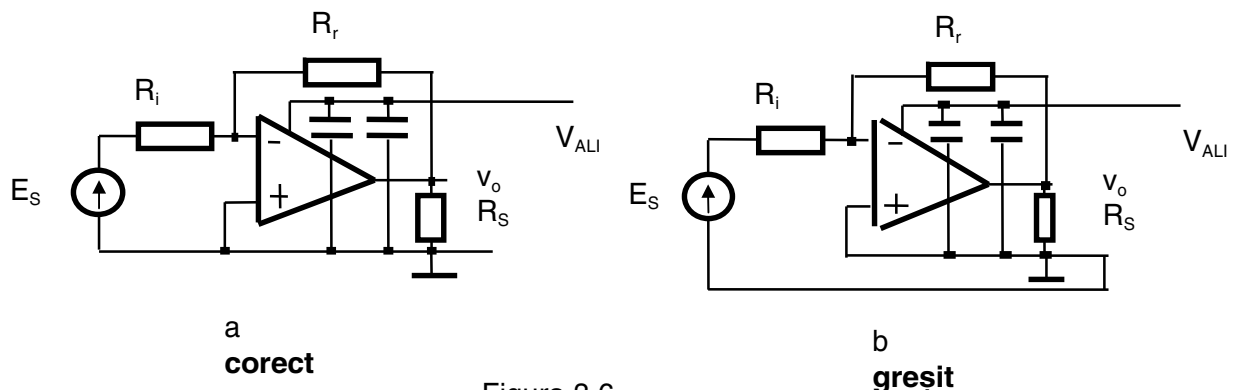 R_r
R_i
-
+
V_ALI
E_S
v_o
R_S
a
corect
R_r
R_i
-
+
V_ALI
E_S
v_o
R_S
b
gresit